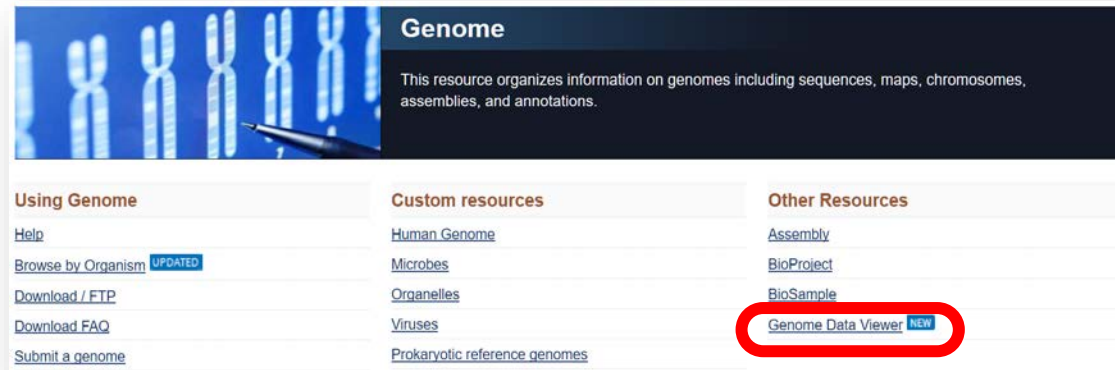 Genome
This resource organizes information on genomes including sequences, maps, chromosomes,
assemblies, and annotations.
Using Genome
Help
Browse by Organism UPDATED
Download / FTP
Download FAQ
Submit a genome
Custom resources
Human Genome
Microbes
Organelles
Viruses
Prokaryotic reference genomes
Other Resources
Assembly
BioProject
BioSample
Genome Data Viewer NEW